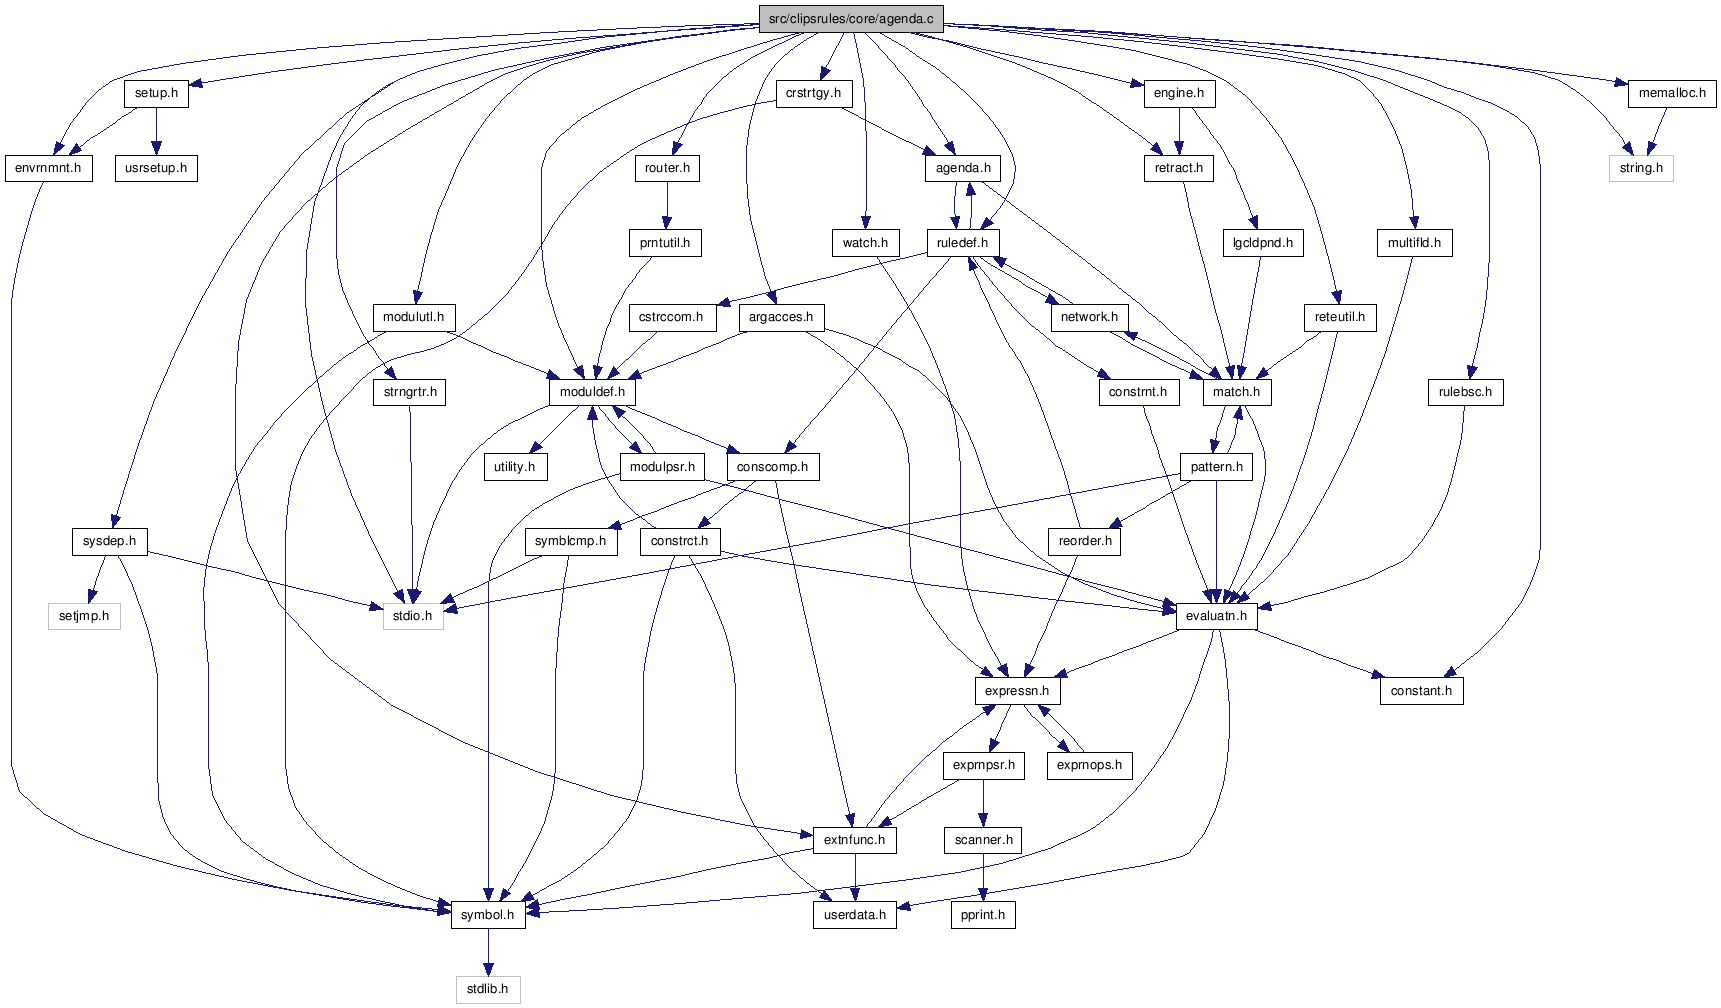 src/clipsrules/core/agenda.c
setup.h
crstrtgy.h
engine.h
memalloc.h
envrnmnt.h
usrsetup.h
router.h
agenda.h
retract.h
string.h
prntutil.h
watch.h
ruledef.h
lgcldpnd.h
multifld.h
modulutl.h
cstrccom.h
argacces.h
network.h
reteutil.h
strngrtr.h
moduldef.h
constrnt.h
match.h
rulebsc.h
utility.h
modulpsr.h
conscomp.h
pattern.h
sysdep.h
symblcmp.h
constrct.h
reorder.h
setjmp.h
stdio.h
evaluatn.h
expressn.h
constant.h
exprnpsr.h
exprnops.h
extnfunc.h
scanner.h
symbol.h
userdata.h
pprint.h
stdlib.h